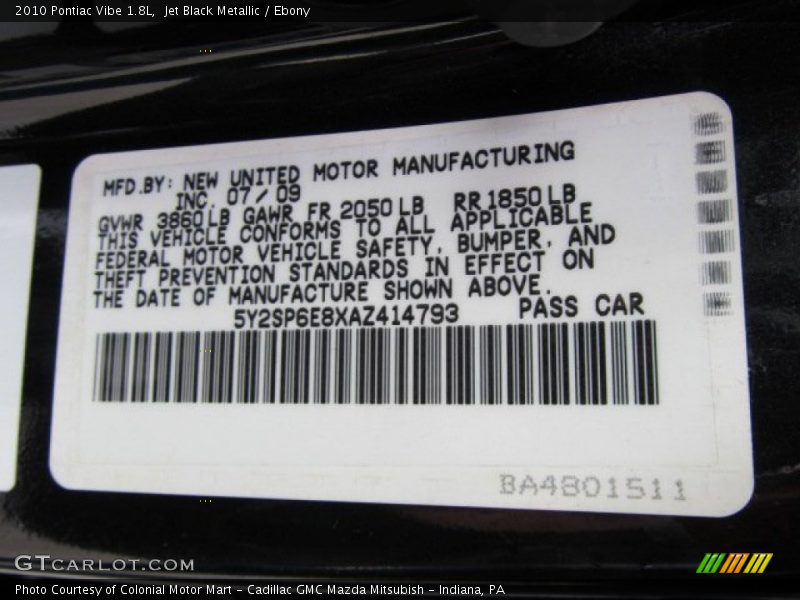 2010 Pontiac Vibe 1.8L,  Jet Black Metallic / Ebony
MFD.BY: NEW UNITED MOTOR MANUFACTURING
INC. 07/09
GVWR 3860LB GAWR FR 2050LB RR1850LB
THIS VEHICLE CONFORMS TO ALL APPLICABLE
FEDERAL MOTOR VEHICLE SAFETY, BUMPER, AND
THEFT PREVENTION STANDARDS IN EFFECT ON
THE DATE OF MANUFACTURE SHOWN ABOVE.
5Y2SP6E8XAZ414793 PASS CAR
BA4801511
GTCARLOT.COM
Photo Courtesy of Colonial Motor Mart - Cadillac GMC Mazda Mitsubish - Indiana, PA